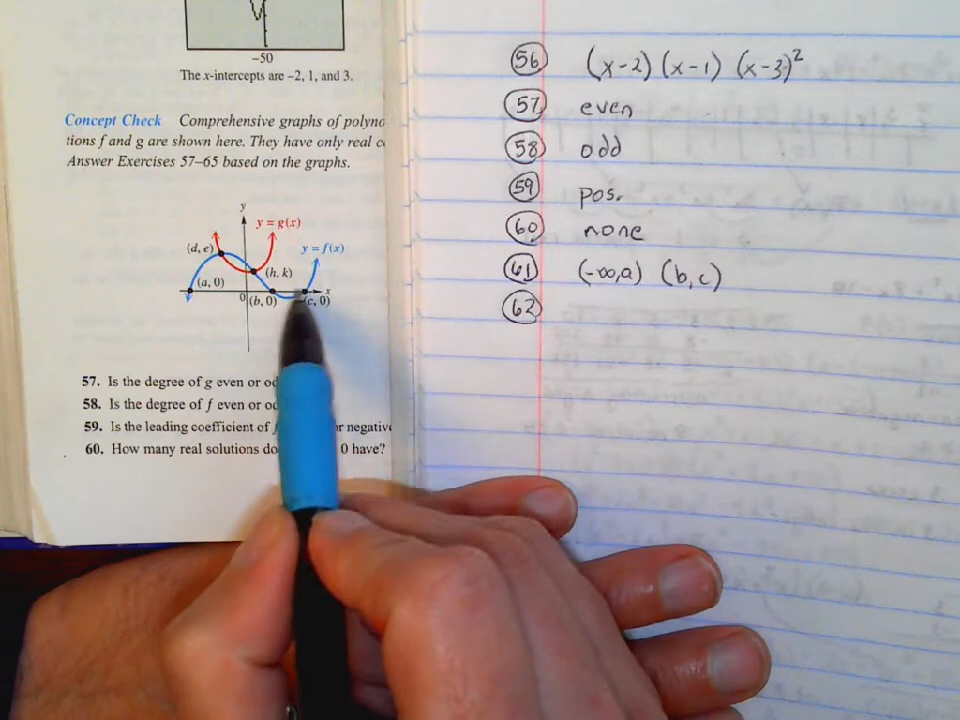 -50
The x-intercepts are -2, 1, and 3.
Concept Check Comprehensive graphs of polyno
tions f and g are shown here. They have only real c
Answer Exercises 57–65 based on the graphs.
y
y = g(x)
(d, e)
y = f(x)
(h, k)
(a, 0)
x
0
(b, 0)
(c, 0)
57. Is the degree of g even or od
58. Is the degree of f even or od
59. Is the leading coefficient of r negative
60. How many real solutions do 0 have?
56 (x-2)(x-1)(x-3)²
57 even
58 odd
59 pos.
60 none
61 (-∞,a) (b,c)
62